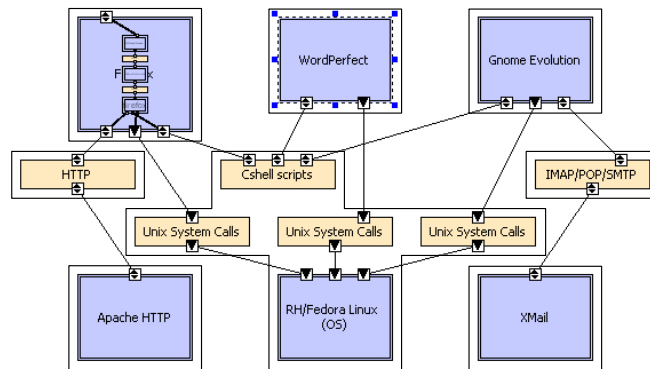 WordPerfect
Gnome Evolution
HTTP
Cshell scripts
IMAP/POP/SMTP
Unix System Calls
Unix System Calls
Unix System Calls
Apache HTTP
RH/Fedora Linux
(OS)
XMail